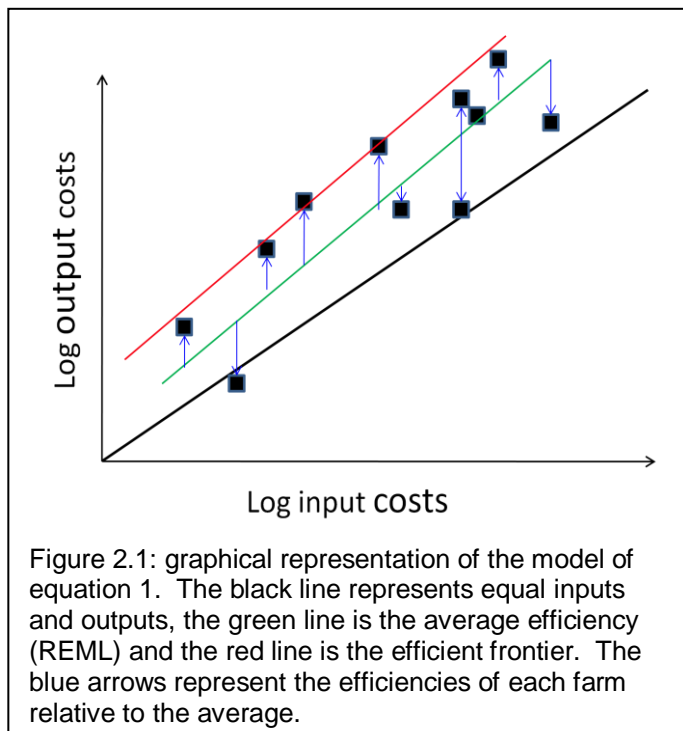 Log output costs
Log input costs
Figure 2.1: graphical representation of the model of
equation 1.  The black line represents equal inputs
and outputs, the green line is the average efficiency
(REML) and the red line is the efficient frontier.  The
blue arrows represent the efficiencies of each farm
relative to the average.